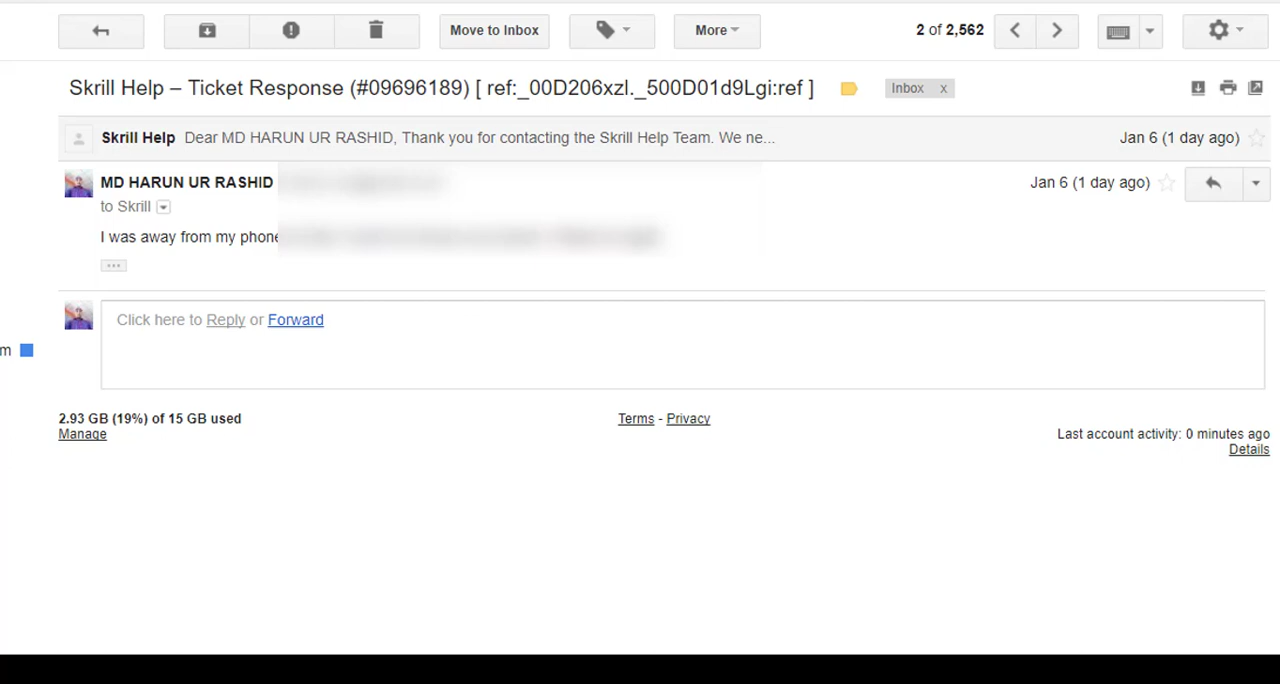 Move to Inbox
More
2 of 2,562
Skrill Help – Ticket Response (#09696189) [ ref:_00D206xzl._500D01d9Lgi:ref ]
Inbox x
Skrill Help Dear MD HARUN UR RASHID, Thank you for contacting the Skrill Help Team. We ne...
Jan 6 (1 day ago)
MD HARUN UR RASHID
Jan 6 (1 day ago)
to Skrill
I was away from my phone
Click here to Reply or Forward
m
2.93 GB (19%) of 15 GB used
Manage
Terms - Privacy
Last account activity: 0 minutes ago
Details